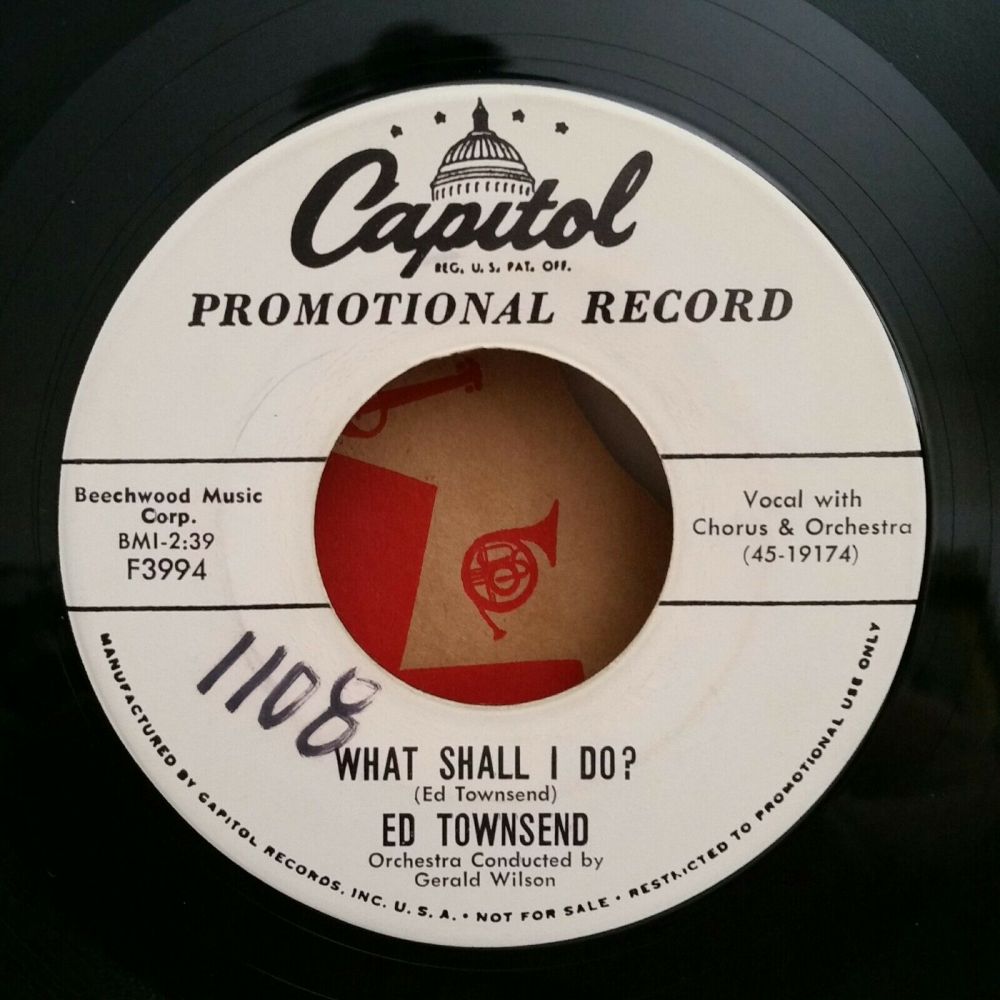 Capitol
REG. U. S. PAT. OFF.
PROMOTIONAL RECORD
Beechwood Music
Corp.
BMI-2:39
F3994
Vocal with
Chorus & Orchestra
(45-19174)
1108
WHAT SHALL I DO?
(Ed Townsend)
ED TOWNSEND
Orchestra Conducted by
Gerald Wilson
MANUFACTURED BY CAPITOL RECORDS, INC. U. S. A. • NOT FOR SALE • RESTRICTED TO PROMOTIONAL USE ONLY